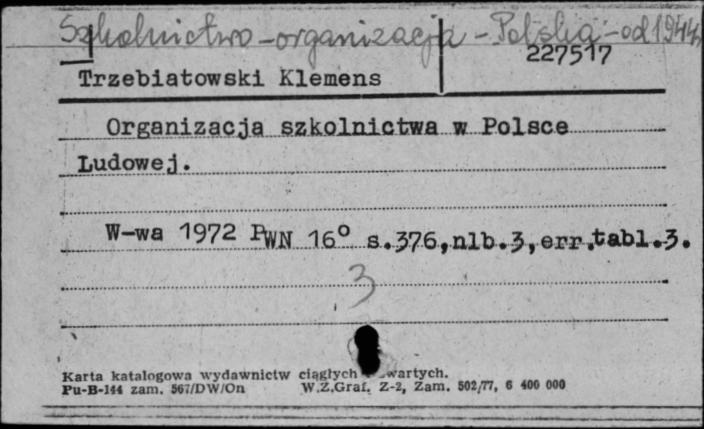 Szkolnictwo - organizacja - Polska - od 1944
227517
Trzebiatowski Klemens
Organizacja szkolnictwa w Polsce
Ludowej.
W-wa 1972 PWN 16° s.376,nlb.3,err.tabl.3.
3
Karta katalogowa wydawnictw ciągłych wartych.
Pu-B-144 zam. 567/DW/On W.Z.Graf. Z-2, Zam. 502/77, 6 400 000